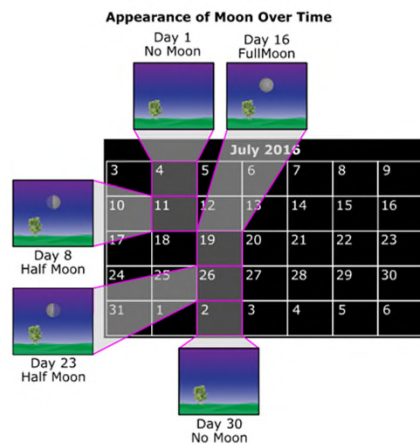 Appearance of Moon Over Time
Day 1
No Moon
Day 16
FullMoon
July 2016
3 4 5 6 7 8 9
10 11 12 13 14 15 16
17 18 19 20 21 22 23
24 25 26 27 28 29 30
31 1 2 3 4 5 6
Day 8
Half Moon
Day 23
Half Moon
Day 30
No Moon